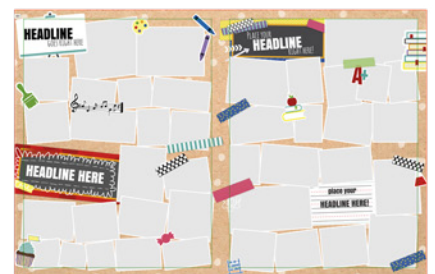 HEADLINE
GOES RIGHT HERE
HEADLINE HERE
PLACE YOUR
HEADLINE
RIGHT HERE!
A+
place your
HEADLINE HERE!